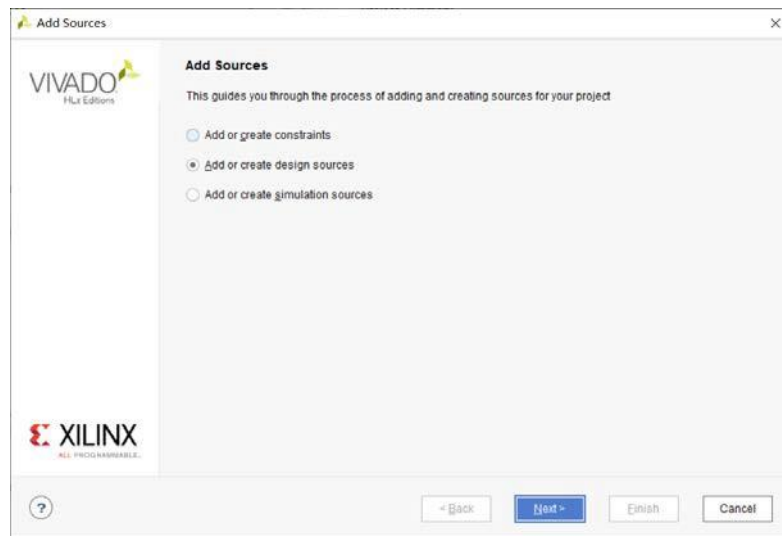 Add Sources
VIVADO
HLx Editions
Add Sources
This guides you through the process of adding and creating sources for your project
Add or create constraints
Add or create design sources
Add or create simulation sources
XILINX
ALL PROGRAMMABLE.
?
< Back
Next >
Finish
Cancel